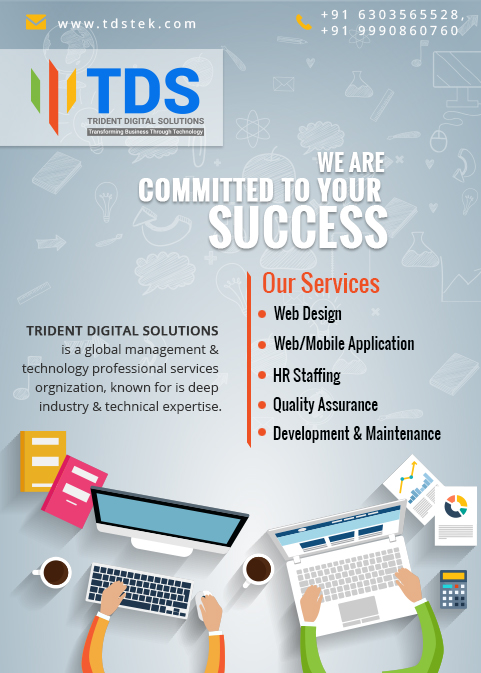 www.tdstek.com
+91 6303565528,
+91 9990860760
TDS
TRIDENT DIGITAL SOLUTIONS
Transforming Business Through Technology
WE ARE
COMMITTED TO YOUR
SUCCESS
Our Services
Web Design
Web/Mobile Application
HR Staffing
Quality Assurance
Development & Maintenance
TRIDENT DIGITAL SOLUTIONS
is a global management &
technology professional services
orgnization, known for is deep
industry & technical expertise.